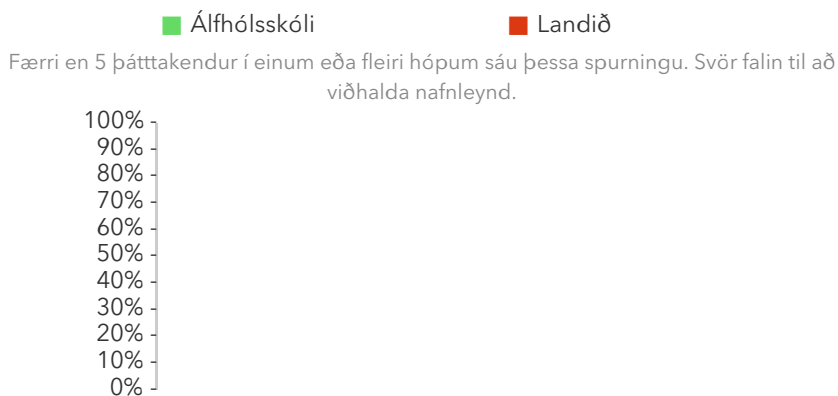 Álfhólsskóli
Landið
Færri en 5 þátttakendur í einum eða fleiri hópum sáu þessa spurningu. Svör falin til að
viðhalda nafnleynd.
100%
90%
80%
70%
60%
50%
40%
30%
20%
10%
0%